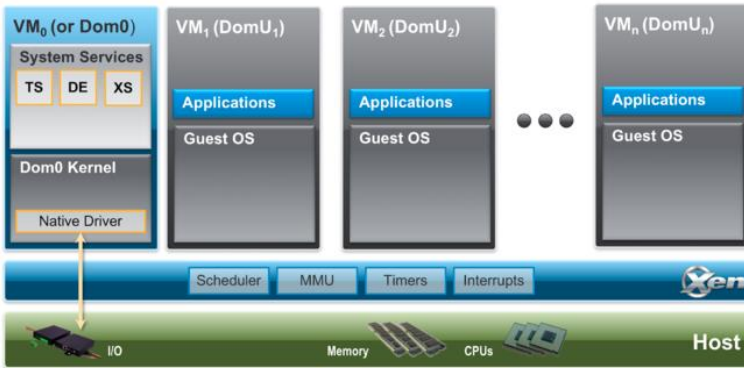 VM0 (or Dom0)
System Services
TS DE XS
Dom0 Kernel
Native Driver
VM1 (DomU1)
Applications
Guest OS
VM2 (DomU2)
Applications
Guest OS
VMn (DomUn)
Applications
Guest OS
Scheduler MMU Timers Interrupts
Xen
I/O Memory CPUs Host